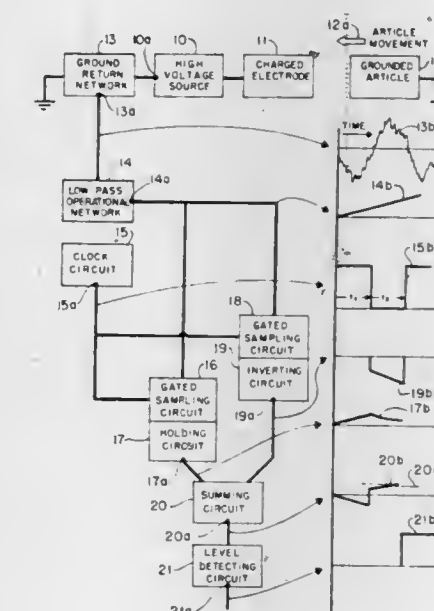 13
10a
10
11
12a
ARTICLE
MOVEMENT
GROUND
RETURN
NETWORK
HIGH
VOLTAGE
SOURCE
CHARGED
ELECTRODE
GROUNDED
ARTICLE
13a
TIME
13b
14
14a
LOW PASS
OPERATIONAL
NETWORK
14b
15
CLOCK
CIRCUIT
15a
15b
18
GATED
SAMPLING
CIRCUIT
19
INVERTING
CIRCUIT
19a
16
GATED
SAMPLING
CIRCUIT
17
HOLDING
CIRCUIT
17a
19b
17b
20
SUMMING
CIRCUIT
20a
20b
21
LEVEL
DETECTING
CIRCUIT
21b
21a